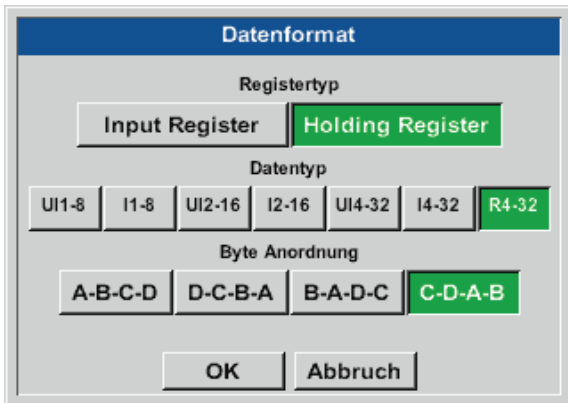 Datenformat
Registertyp
Input Register Holding Register
Datentyp
UI1-8 I1-8 UI2-16 I2-16 UI4-32 I4-32 R4-32
Byte Anordnung
A-B-C-D D-C-B-A B-A-D-C C-D-A-B
OK Abbruch